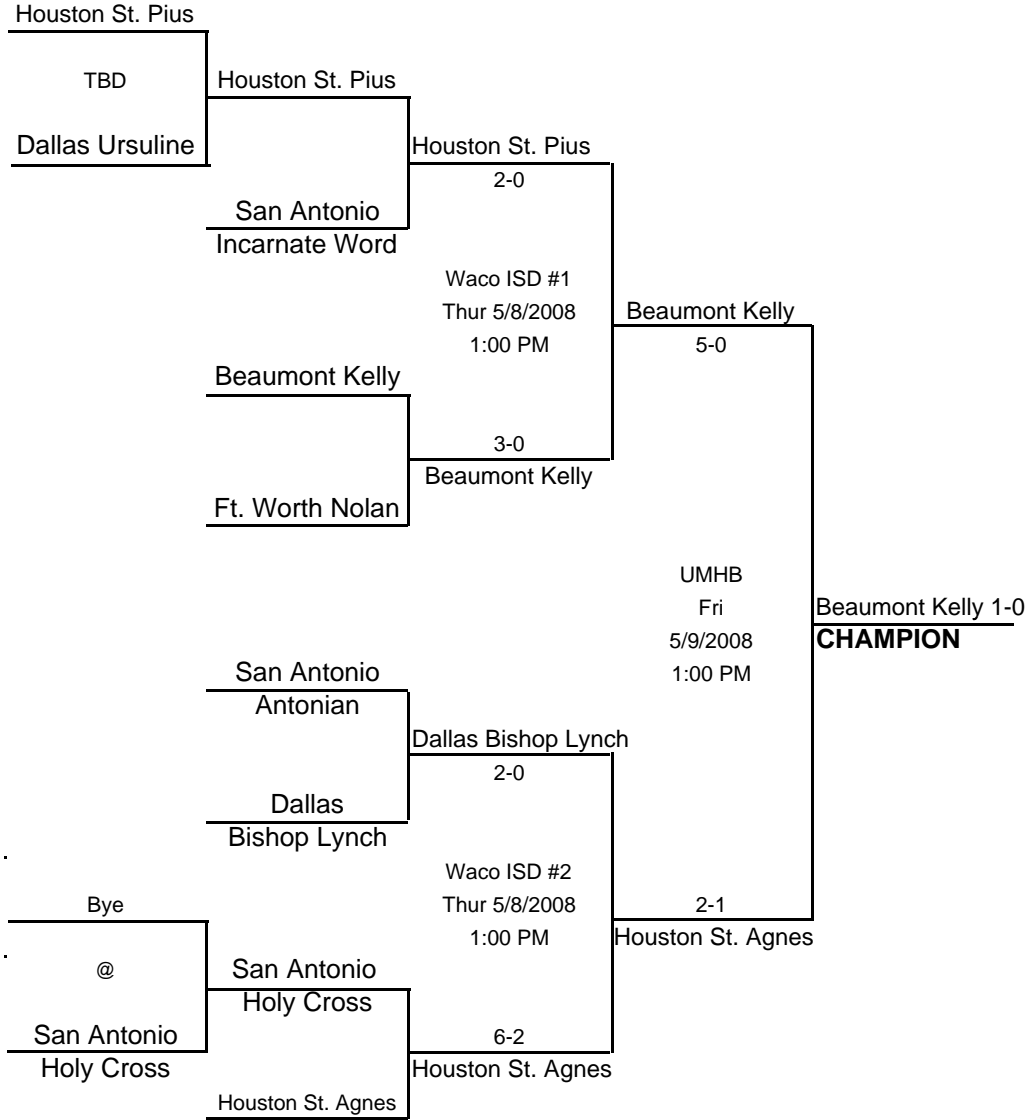 Houston St. Pius
TBD
Houston St. Pius
Dallas Ursuline
Houston St. Pius
2-0
San Antonio
Incarnate Word
Waco ISD #1
Thur 5/8/2008
1:00 PM
Beaumont Kelly
5-0
Beaumont Kelly
3-0
Beaumont Kelly
Ft. Worth Nolan
UMHB
Fri
5/9/2008
1:00 PM
Beaumont Kelly 1-0
CHAMPION
San Antonio
Antonian
Dallas Bishop Lynch
2-0
Dallas
Bishop Lynch
Waco ISD #2
Thur 5/8/2008
1:00 PM
2-1
Houston St. Agnes
.
Bye
.
@
San Antonio
Holy Cross
San Antonio
Holy Cross
6-2
Houston St. Agnes
Houston St. Agnes